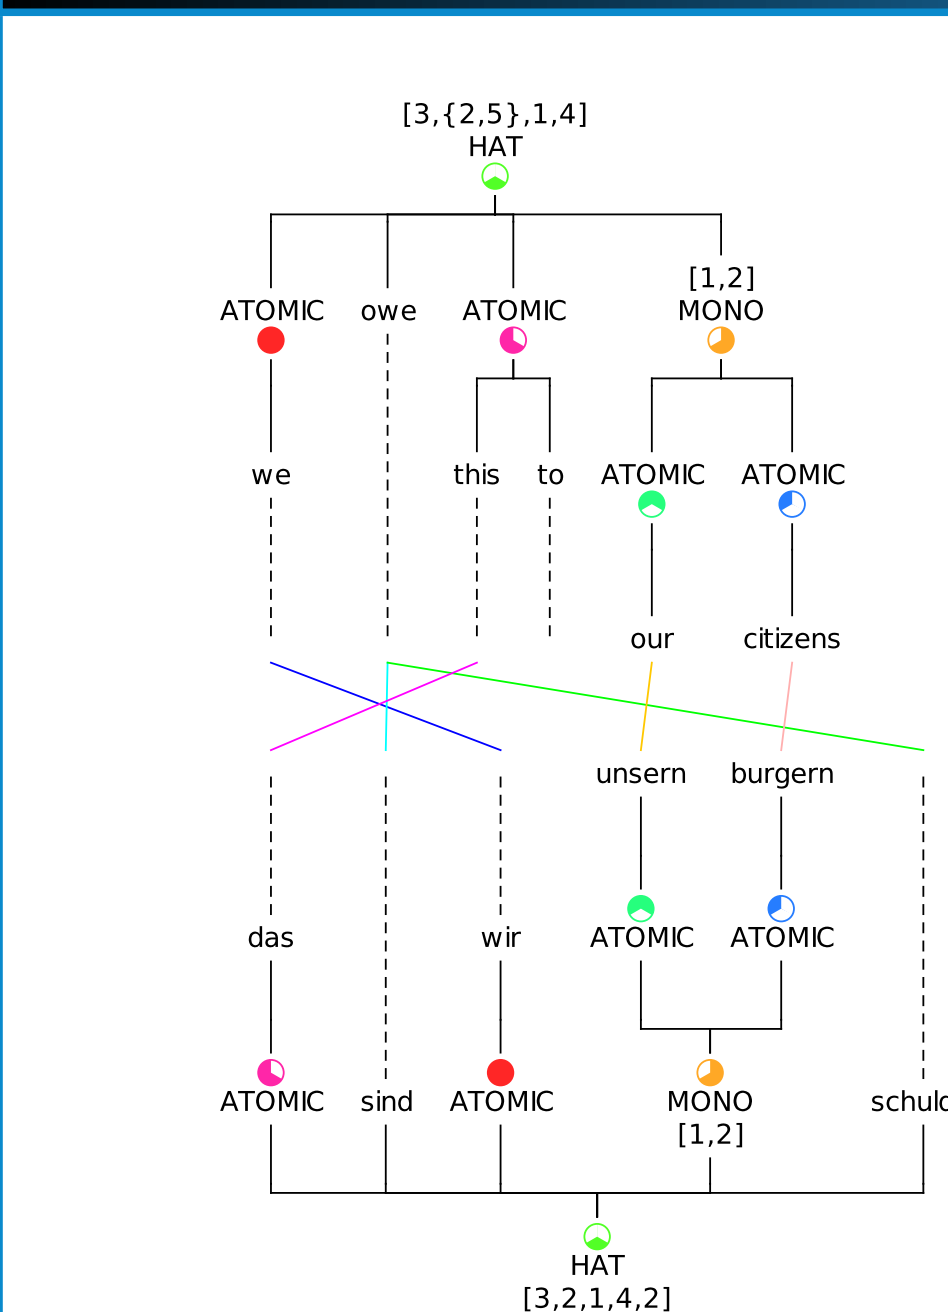 [3,{2,5},1,4]
HAT
[1,2]
ATOMIC owe ATOMIC MONO
we this to ATOMIC ATOMIC
our citizens
unsern burgern
das wir ATOMIC ATOMIC
ATOMIC sind ATOMIC MONO schuld
[1,2]
HAT
[3,2,1,4,2]